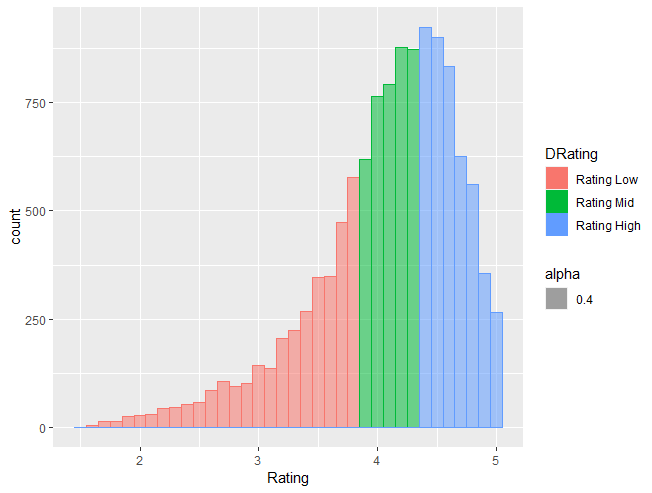 750
500
250
0
count
2 3 4 5
Rating
DRating
Rating Low
Rating Mid
Rating High
alpha
0.4